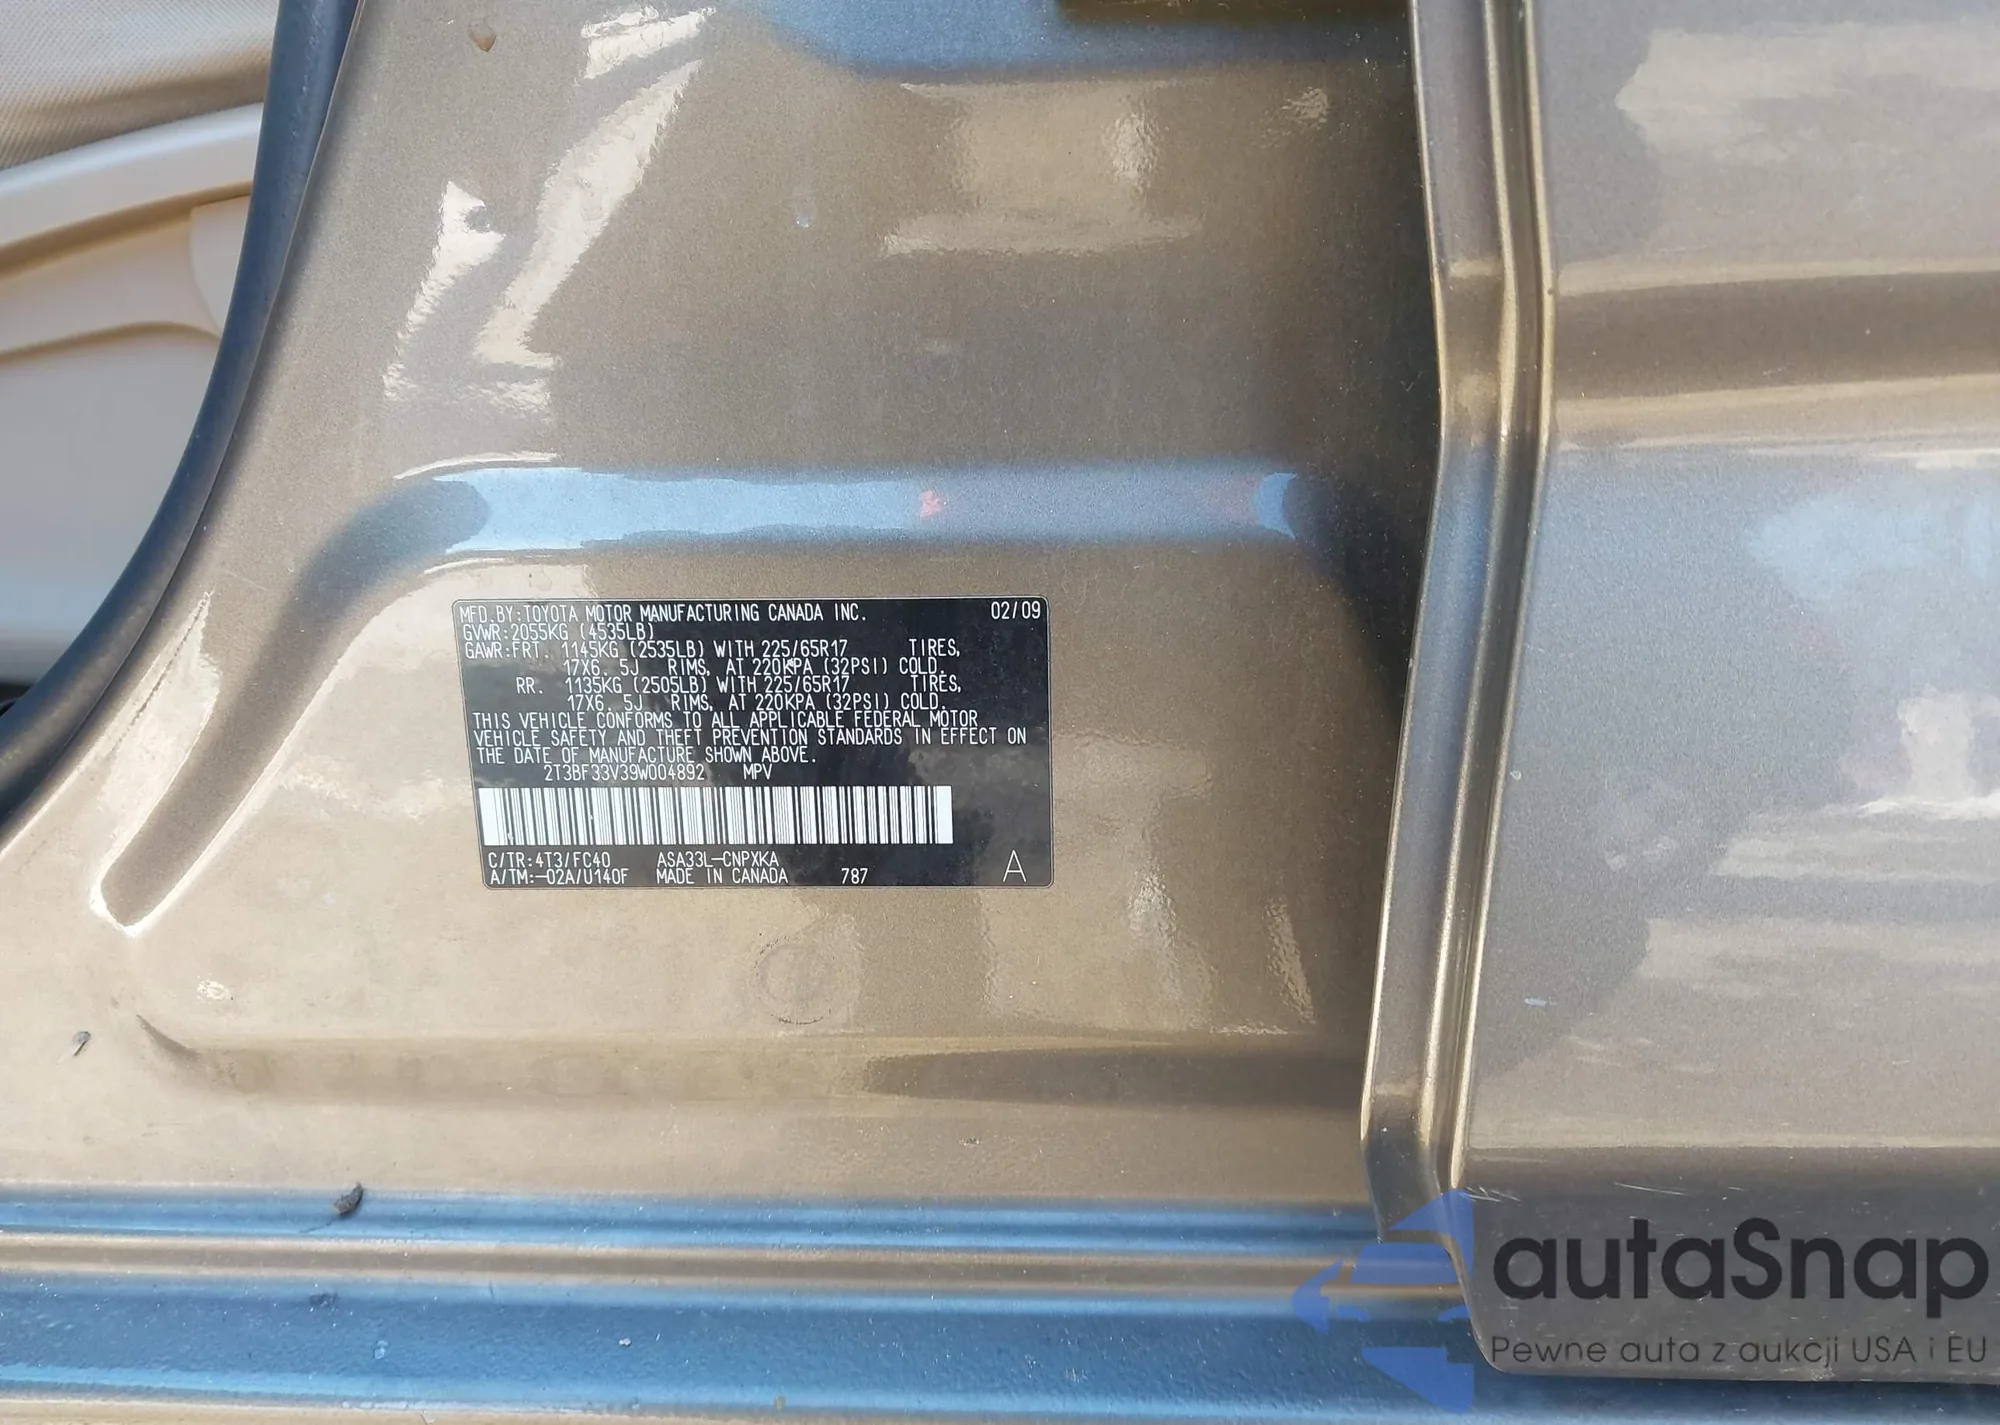 MFD.BY:TOYOTA MOTOR MANUFACTURING CANADA INC. 02/09
GVWR:2055KG (4535LB)
GAWR:FRT. 1145KG (2535LB) WITH 225/65R17 TIRES,
17X6. 5J RIMS, AT 220KPA (32PSI) COLD.
RR. 1135KG (2505LB) WITH 225/65R17 TIRES,
17X6. 5J RIMS, AT 220KPA (32PSI) COLD.
THIS VEHICLE CONFORMS TO ALL APPLICABLE FEDERAL MOTOR
VEHICLE SAFETY AND THEFT PREVENTION STANDARDS IN EFFECT ON
THE DATE OF MANUFACTURE SHOWN ABOVE.
2T3BF33V39W004892 MPV
C/TR:4T3/FC40 ASA33L-CNPXKA
A/TM:-02A/U140F MADE IN CANADA 787 A
autaSnap
Pewne auta z aukcji USA i EU